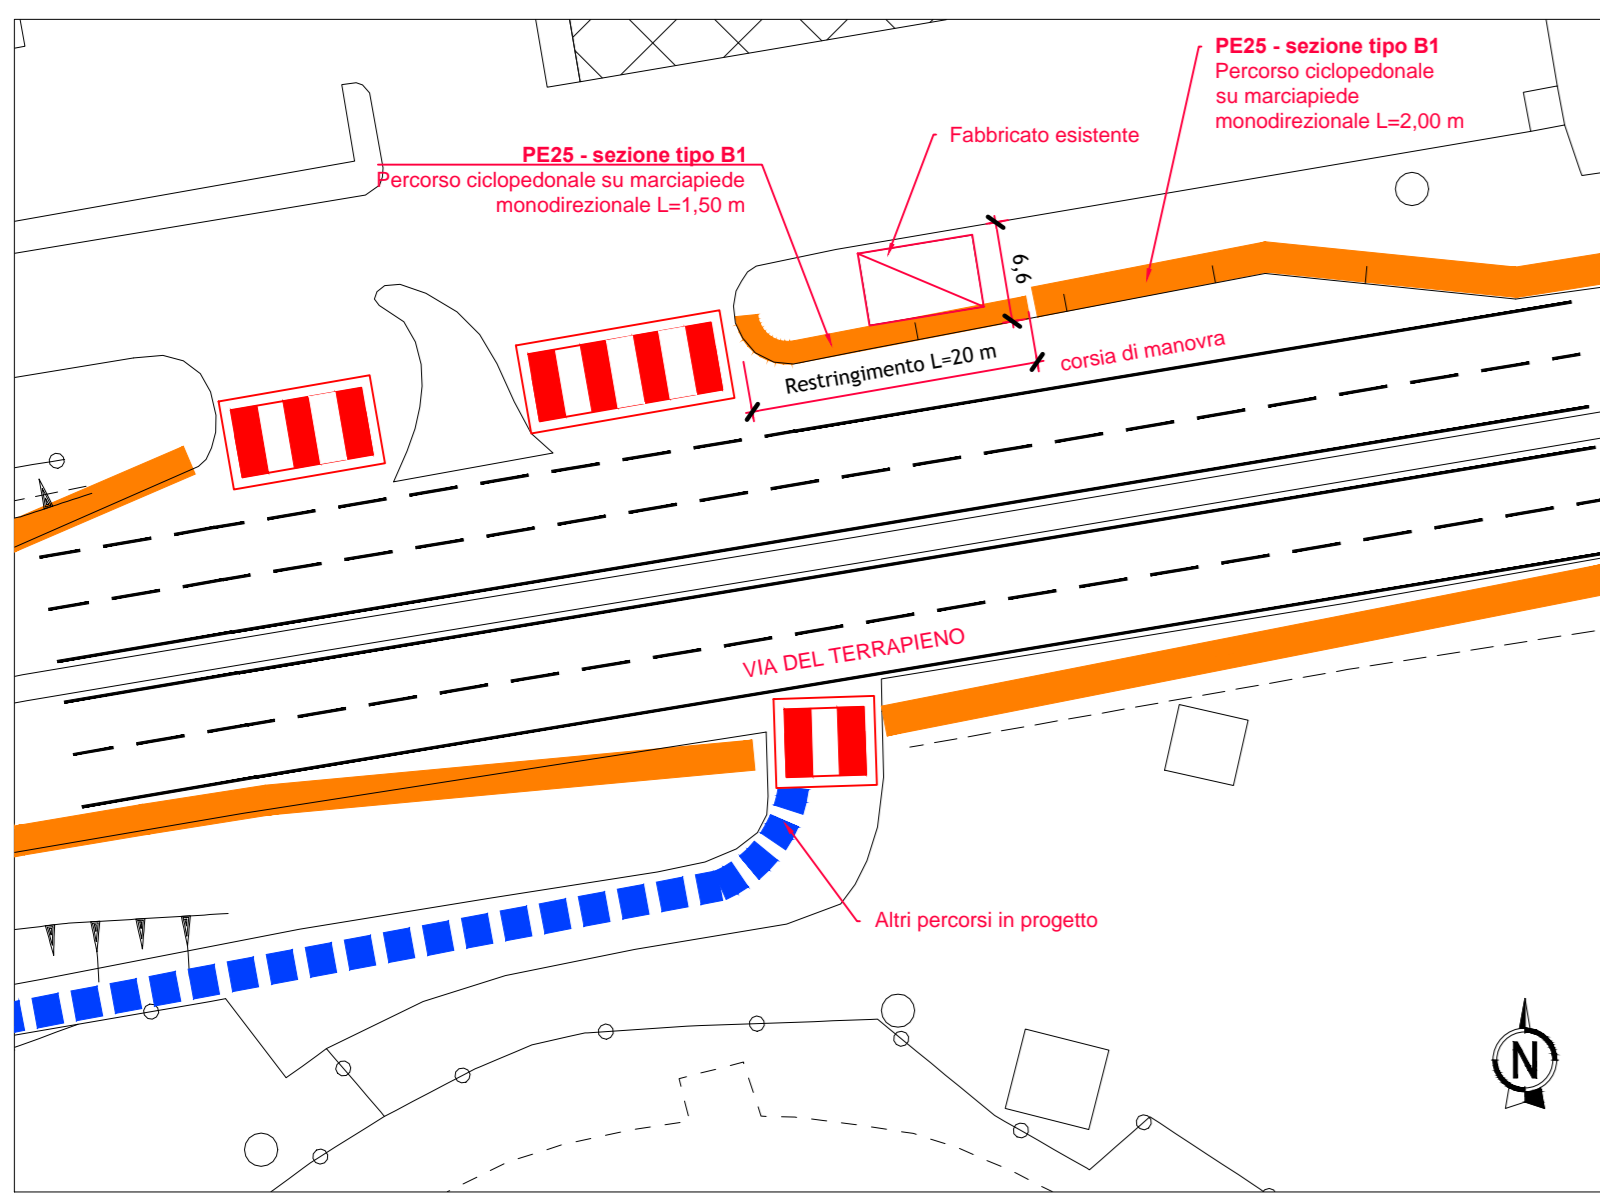 PE25 - sezione tipo B1
Percorso ciclopedonale
su marciapiede
monodirezionale L=2,00 m
Fabbricato esistente
PE25 - sezione tipo B1
Percorso ciclopedonale su marciapiede
monodirezionale L=1,50 m
6,6
Restringimento L=20 m
corsia di manovra
VIA DEL TERRAPIENO
Altri percorsi in progetto
N